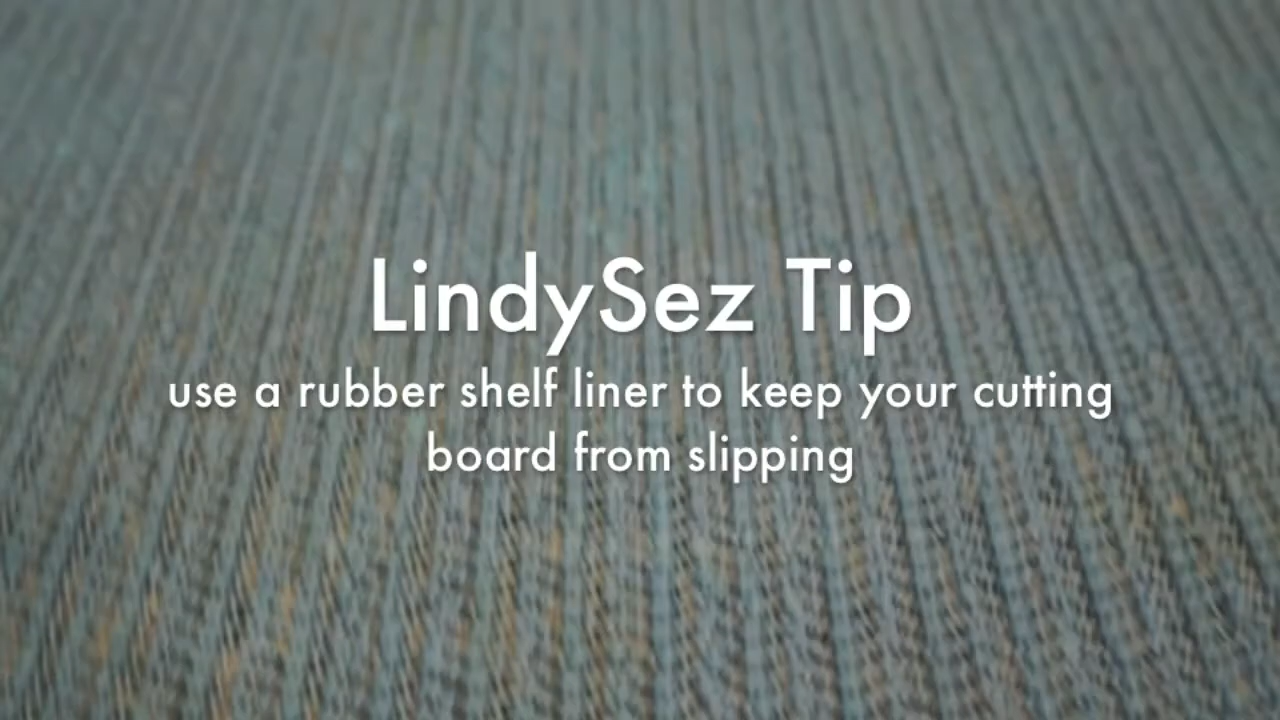 LindySez Tip
use a rubber shelf liner to keep your cutting
board from slipping